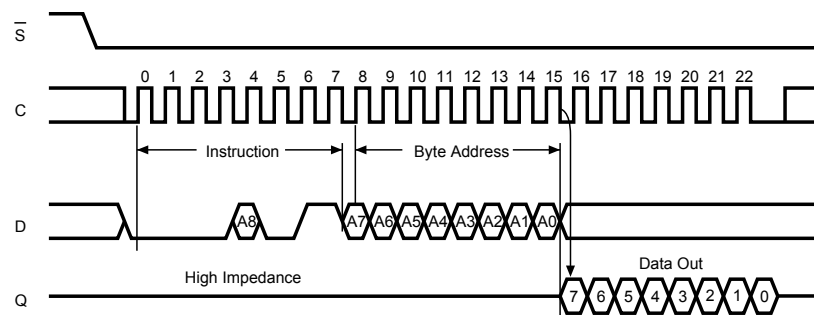 S
0 1 2 3 4 5 6 7 8 9 10 11 12 13 14 15 16 17 18 19 20 21 22
C
Instruction Byte Address
D A8 A7 A6 A5 A4 A3 A2 A1 A0
High Impedance Data Out
Q 7 6 5 4 3 2 1 0